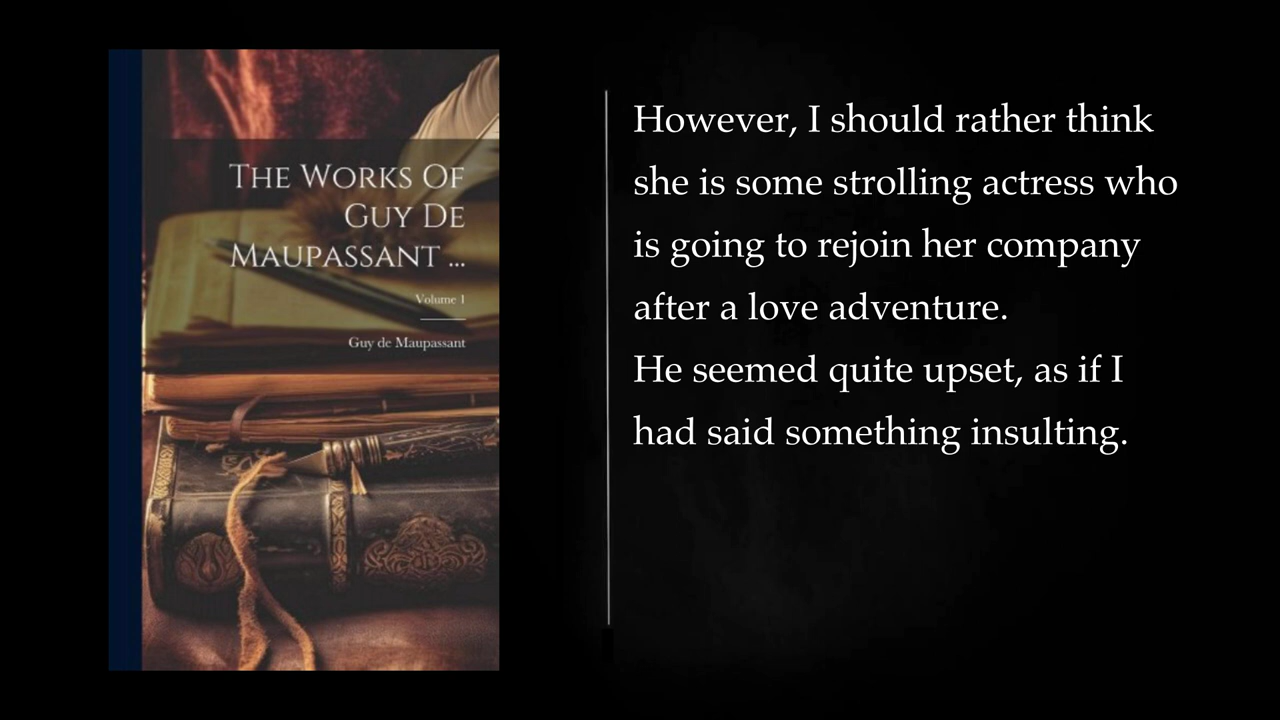 THE WORKS OF
GUY DE
MAUPASSANT ...
Volume 1
Guy de Maupassant
However, I should rather think
she is some strolling actress who
is going to rejoin her company
after a love adventure.
He seemed quite upset, as if I
had said something insulting.